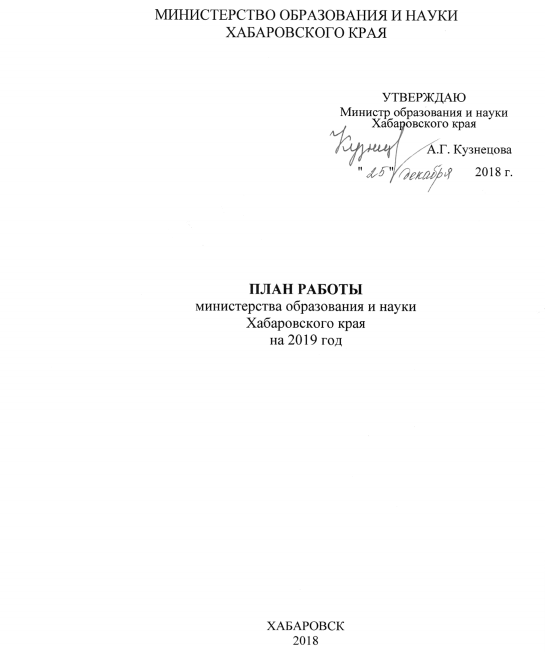 МИНИСТЕРСТВО ОБРАЗОВАНИЯ И НАУКИ
ХАБАРОВСКОГО КРАЯ
УТВЕРЖДАЮ
Министр образования и науки
Хабаровского края
Кузнец А.Г. Кузнецова
" 25 " декабря 2018 г.
ПЛАН РАБОТЫ
министерства образования и науки
Хабаровского края
на 2019 год
ХАБАРОВСК
2018